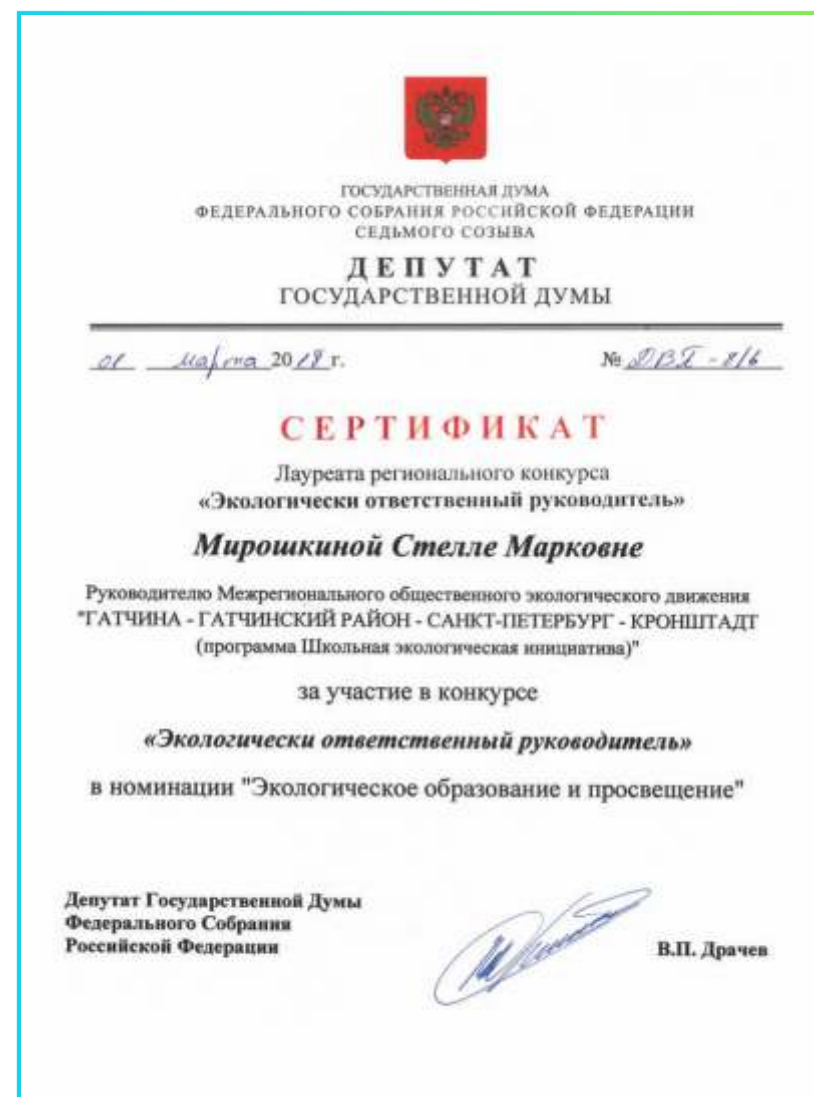 ГОСУДАРСТВЕННАЯ ДУМА
ФЕДЕРАЛЬНОГО СОБРАНИЯ РОССИЙСКОЙ ФЕДЕРАЦИИ
СЕДЬМОГО СОЗЫВА
ДЕПУТАТ
ГОСУДАРСТВЕННОЙ ДУМЫ
01 марта 2018 г. №
СЕРТИФИКАТ
Лауреата регионального конкурса
«Экологически ответственный руководитель»
Мирошкиной Стелле Марковне
Руководителю Межрегионального общественного экологического движения
"ГАТЧИНА - ГАТЧИНСКИЙ РАЙОН - САНКТ-ПЕТЕРБУРГ - КРОНШТАДТ
(программа Школьная экологическая инициатива)"
за участие в конкурсе
«Экологически ответственный руководитель»
в номинации "Экологическое образование и просвещение"
Депутат Государственной Думы
Федерального Собрания
Российской Федерации В.П. Драчев